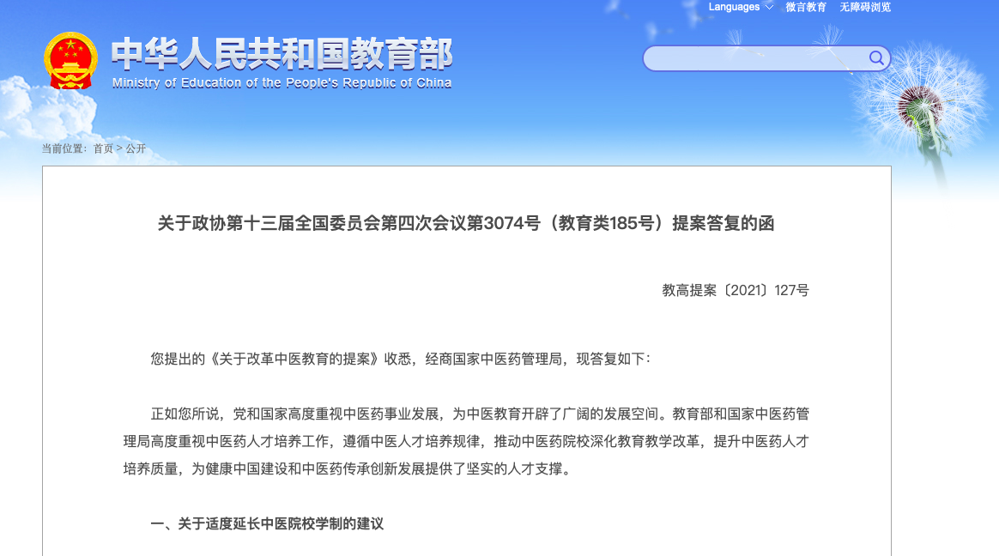 Languages 微言教育 无障碍浏览
中华人民共和国教育部
Ministry of Education of the People's Republic of China
当前位置：首页 > 公开
关于政协第十三届全国委员会第四次会议第3074号（教育类185号）提案答复的函
教高提案〔2021〕127号
您提出的《关于改革中医教育的提案》收悉，经商国家中医药管理局，现答复如下：
正如您所说，党和国家高度重视中医药事业发展，为中医教育开辟了广阔的发展空间。教育部和国家中医药管
理局高度重视中医药人才培养工作，遵循中医人才培养规律，推动中医药院校深化教育教学改革，提升中医药人才
培养质量，为健康中国建设和中医药传承创新发展提供了坚实的人才支撑。
一、关于适度延长中医院校学制的建议